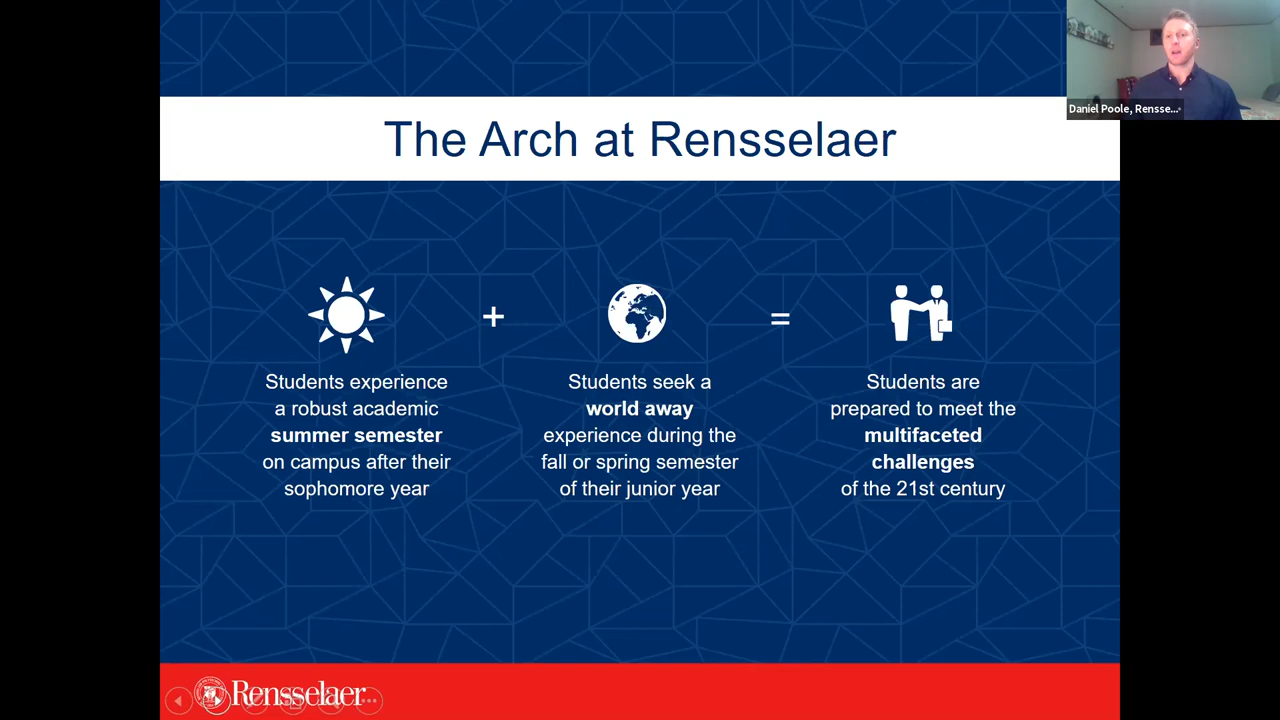 The Arch at Rensselaer
Daniel Poole, Rensse...
+
=
Students experience
a robust academic
summer semester
on campus after their
sophomore year
Students seek a
world away
experience during the
fall or spring semester
of their junior year
Students are
prepared to meet the
multifaceted
challenges
of the 21st century
Rensselaer